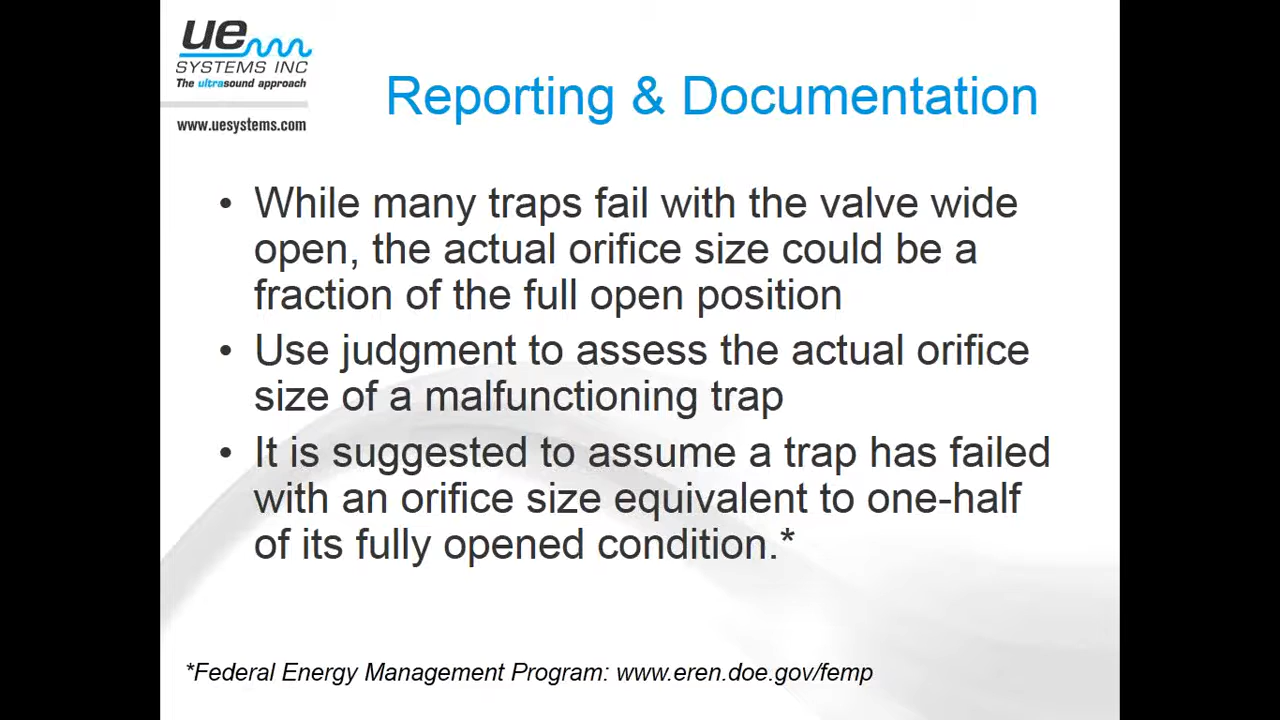 ue
SYSTEMS INC
The ultrasound approach
www.uesystems.com
Reporting & Documentation
• While many traps fail with the valve wide
open, the actual orifice size could be a
fraction of the full open position
• Use judgment to assess the actual orifice
size of a malfunctioning trap
• It is suggested to assume a trap has failed
with an orifice size equivalent to one-half
of its fully opened condition.*
*Federal Energy Management Program: www.eren.doe.gov/femp